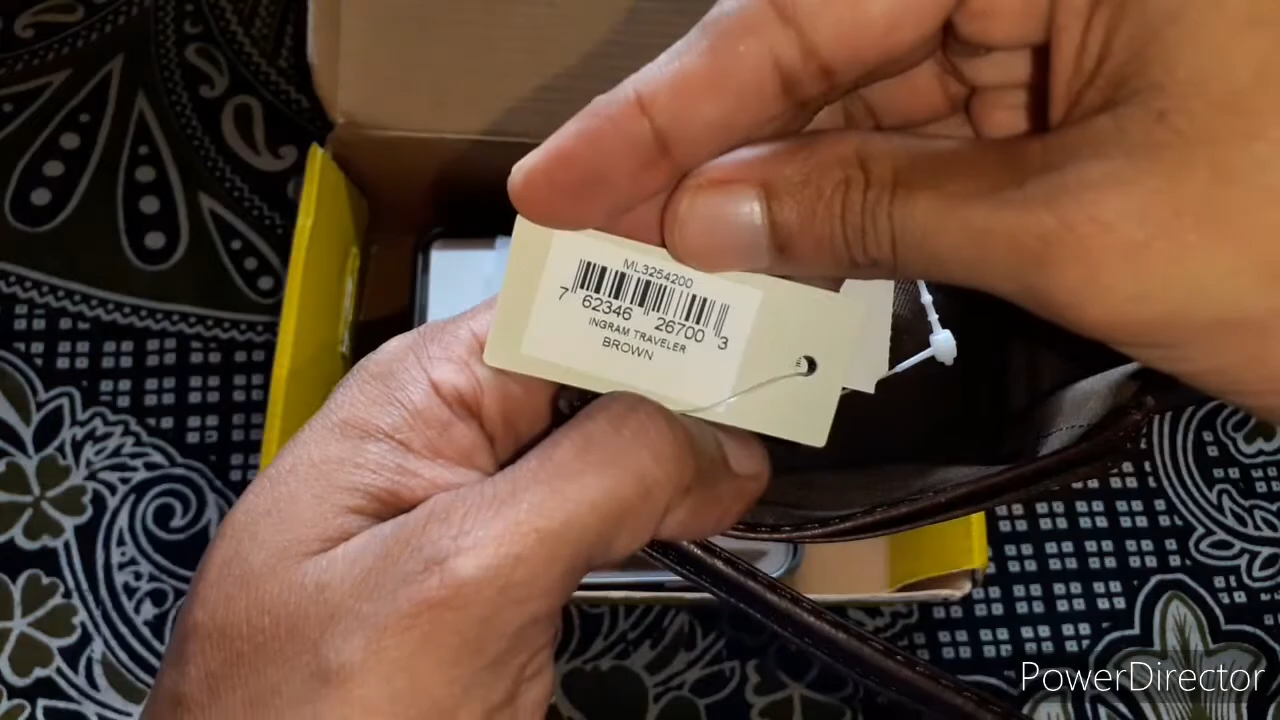 ML3254200
7 62346 26700 3
INGRAM TRAVELER
BROWN
PowerDirector